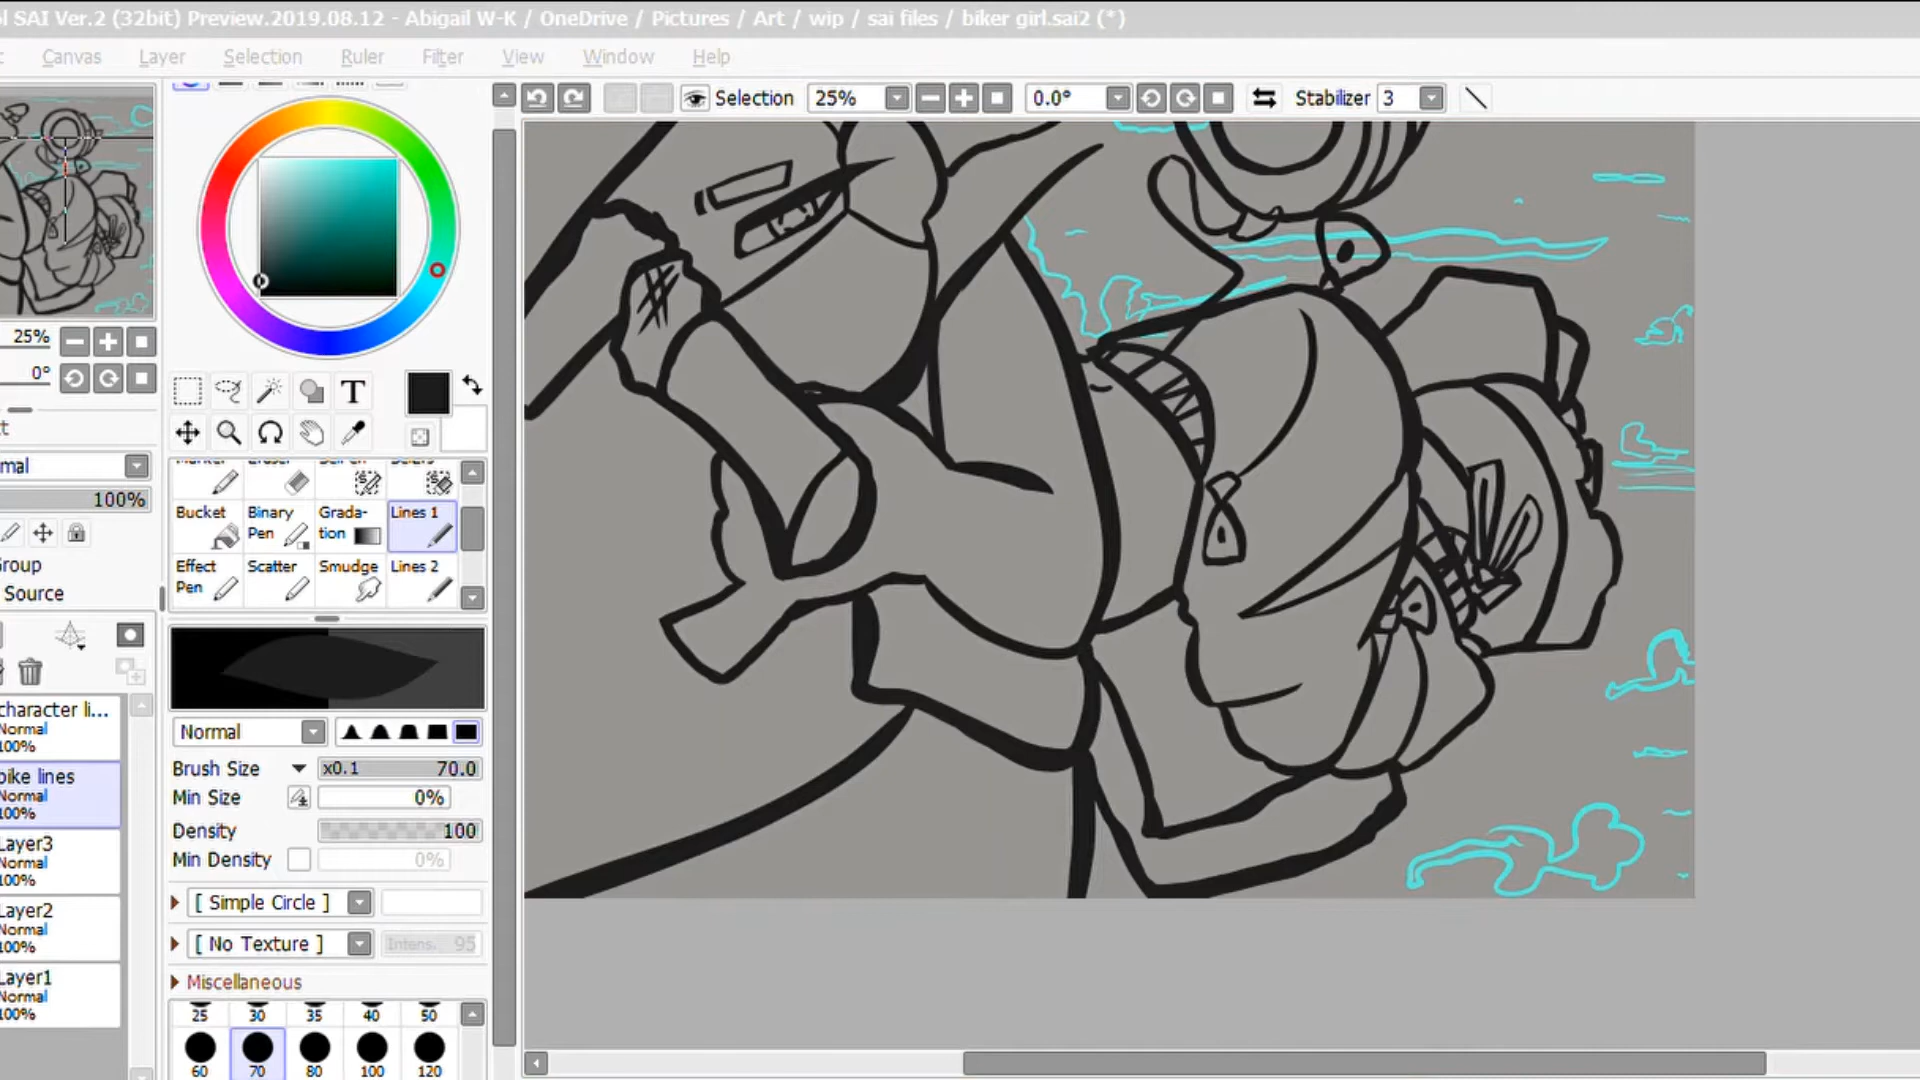 ol SAI Ver.2 (32bit) Preview.2019.08.12 - Abigail W-K / OneDrive / Pictures / Art / wip / sai files / biker girl.sai2 (*)
Canvas Layer Selection Ruler Filter View Window Help
Selection 25% 0.0° Stabilizer 3
25%
0°
T
mal
100%
Bucket
Binary Pen
Grada-tion
Lines 1
Effect Pen
Scatter
Smudge
Lines 2
roup
Source
character li...
Normal
100%
bike lines
Normal
100%
Layer3
Normal
100%
Layer2
Normal
100%
Layer1
Normal
100%
Normal
Brush Size x0.1 70.0
Min Size 0%
Density 100
Min Density 0%
[ Simple Circle ]
[ No Texture ] Intens. 95
Miscellaneous
25 30 35 40 50
60 70 80 100 120